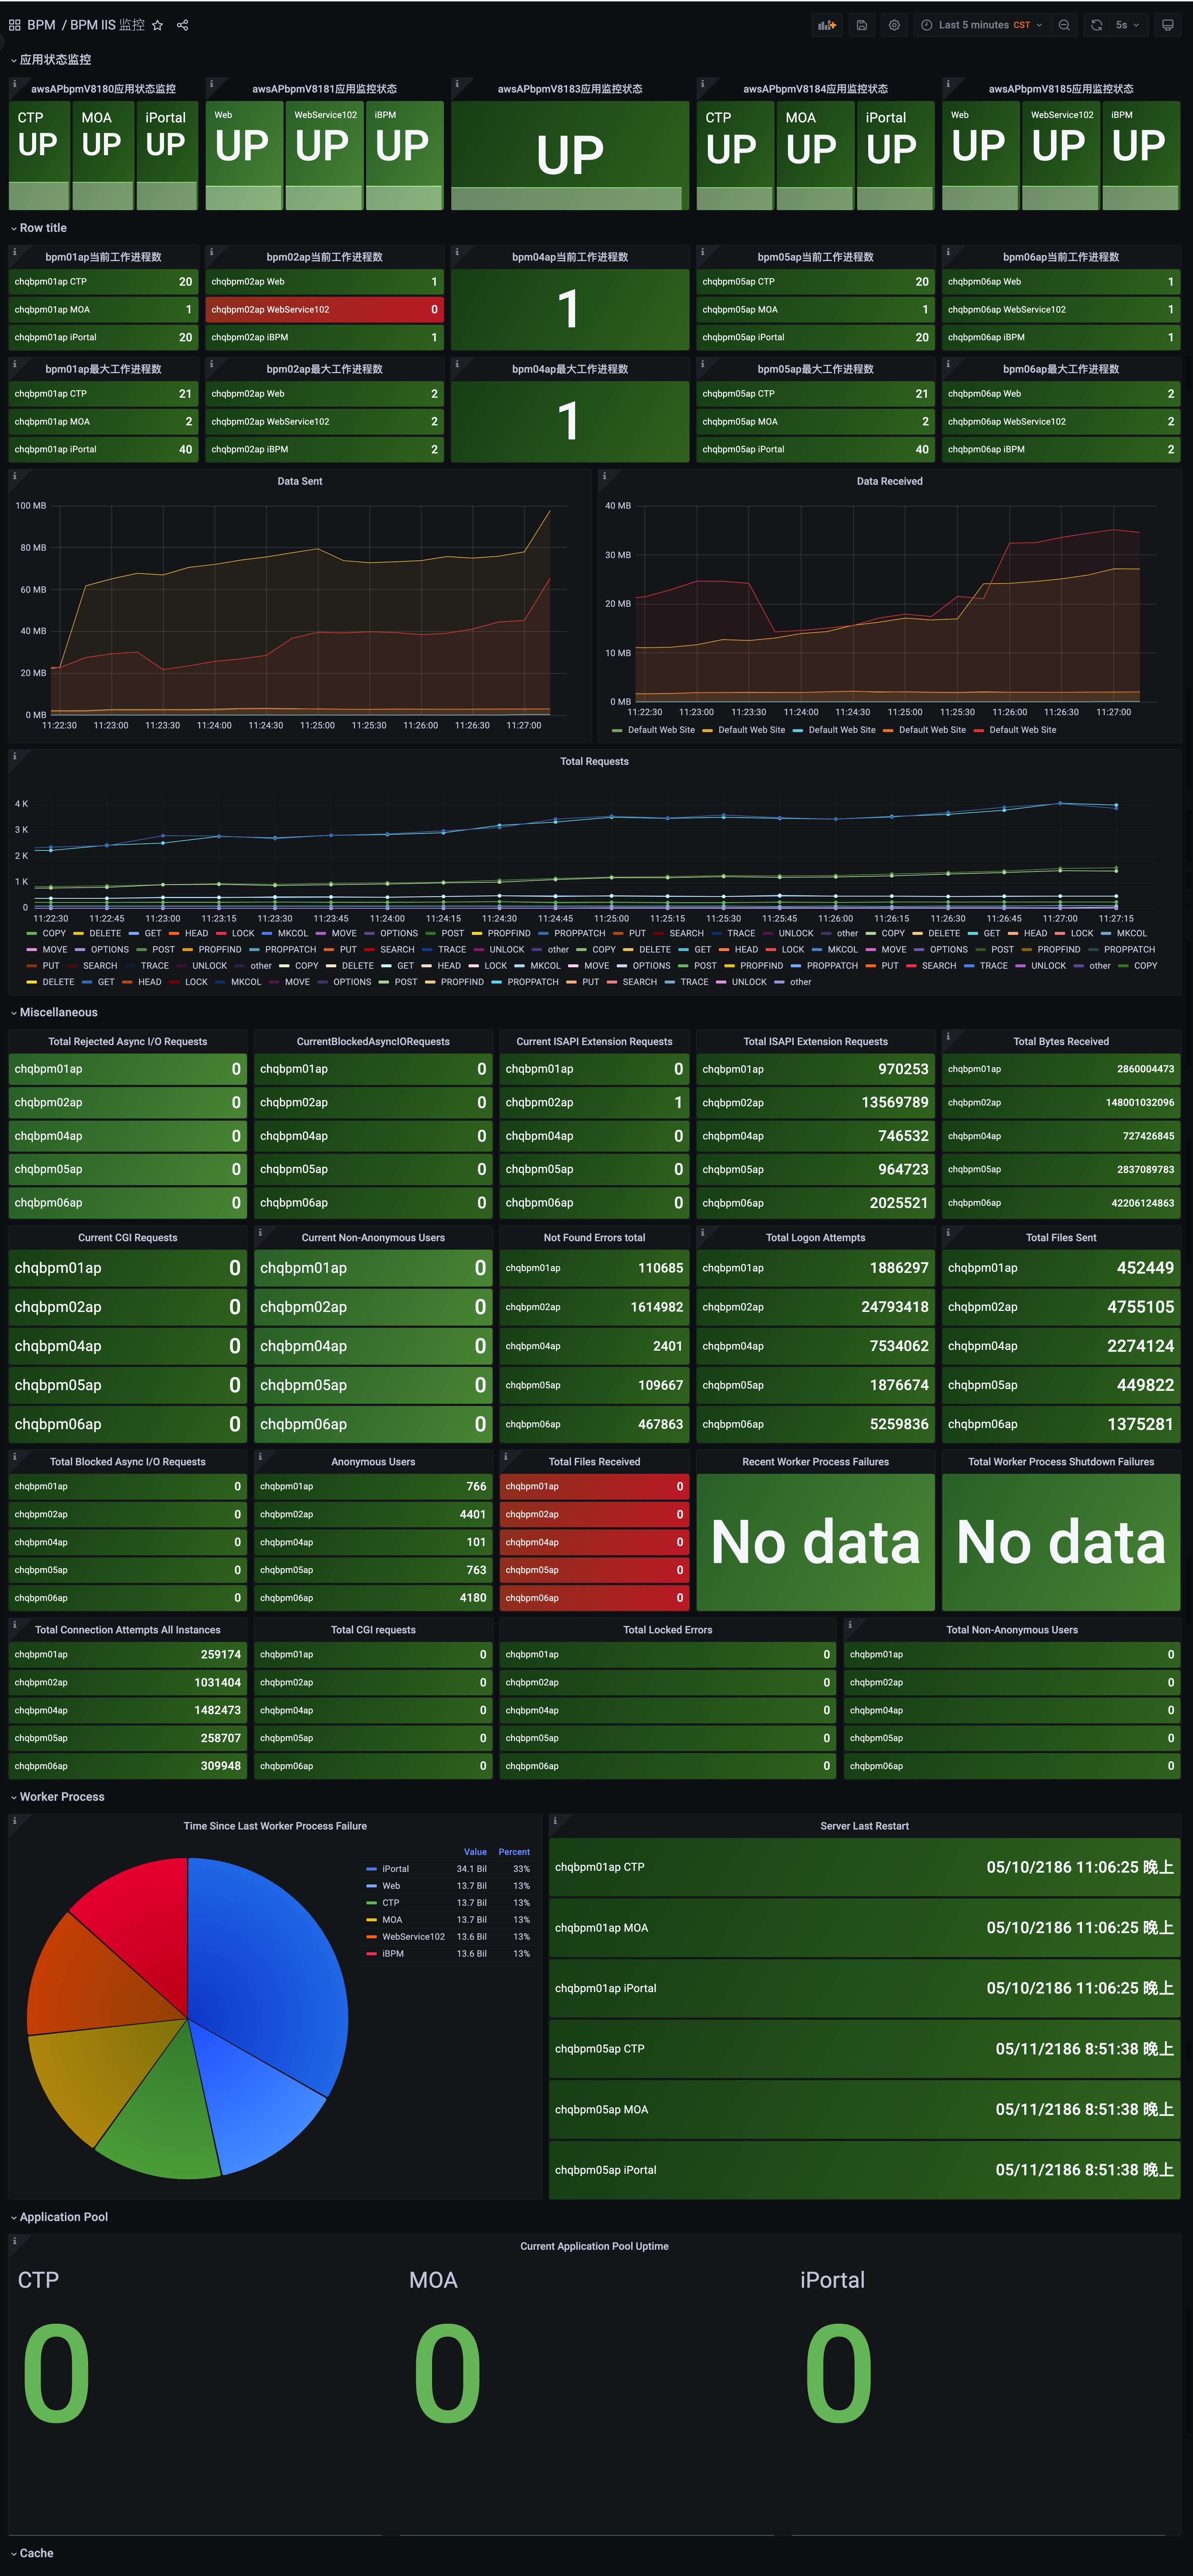 BPM / BPM IIS 监控
Last 5 minutes CST
5s
应用状态监控
awsAPbpmV8180应用状态监控
CTP UP MOA UP iPortal UP
awsAPbpmV8181应用监控状态
Web UP WebService102 UP iBPM UP
awsAPbpmV8183应用监控状态
UP
awsAPbpmV8184应用监控状态
CTP UP MOA UP iPortal UP
awsAPbpmV8185应用监控状态
Web UP WebService102 UP iBPM UP
Row title
bpm01ap当前工作进程数
chqbpm01ap CTP 20
chqbpm01ap MOA 1
chqbpm01ap iPortal 20
bpm02ap当前工作进程数
chqbpm02ap Web 1
chqbpm02ap WebService102 0
chqbpm02ap iBPM 1
bpm04ap当前工作进程数
1
bpm05ap当前工作进程数
chqbpm05ap CTP 20
chqbpm05ap MOA 1
chqbpm05ap iPortal 20
bpm06ap当前工作进程数
chqbpm06ap Web 1
chqbpm06ap WebService102 1
chqbpm06ap iBPM 1
bpm01ap最大工作进程数
chqbpm01ap CTP 21
chqbpm01ap MOA 2
chqbpm01ap iPortal 40
bpm02ap最大工作进程数
chqbpm02ap Web 2
chqbpm02ap WebService102 2
chqbpm02ap iBPM 2
bpm04ap最大工作进程数
1
bpm05ap最大工作进程数
chqbpm05ap CTP 21
chqbpm05ap MOA 2
chqbpm05ap iPortal 40
bpm06ap最大工作进程数
chqbpm06ap Web 2
chqbpm06ap WebService102 2
chqbpm06ap iBPM 2
Data Sent
100 MB
80 MB
60 MB
40 MB
20 MB
0 MB
11:22:30 11:23:00 11:23:30 11:24:00 11:24:30 11:25:00 11:25:30 11:26:00 11:26:30 11:27:00
Data Received
40 MB
30 MB
20 MB
10 MB
0 MB
11:22:30 11:23:00 11:23:30 11:24:00 11:24:30 11:25:00 11:25:30 11:26:00 11:26:30 11:27:00
Default Web Site Default Web Site Default Web Site Default Web Site Default Web Site
Total Requests
4 K
3 K
2 K
1 K
0
11:22:30 11:22:45 11:23:00 11:23:15 11:23:30 11:23:45 11:24:00 11:24:15 11:24:30 11:24:45 11:25:00 11:25:15 11:25:30 11:25:45 11:26:00 11:26:15 11:26:30 11:26:45 11:27:00 11:27:15
COPY DELETE GET HEAD LOCK MKCOL MOVE OPTIONS POST PROPFIND PROPPATCH PUT SEARCH TRACE UNLOCK other COPY DELETE GET HEAD LOCK MKCOL
MOVE OPTIONS POST PROPFIND PROPPATCH PUT SEARCH TRACE UNLOCK other COPY DELETE GET HEAD LOCK MKCOL MOVE OPTIONS POST PROPFIND PROPPATCH
PUT SEARCH TRACE UNLOCK other COPY DELETE GET HEAD LOCK MKCOL MOVE OPTIONS POST PROPFIND PROPPATCH PUT SEARCH TRACE UNLOCK other COPY
DELETE GET HEAD LOCK MKCOL MOVE OPTIONS POST PROPFIND PROPPATCH PUT SEARCH TRACE UNLOCK other
Miscellaneous
Total Rejected Async I/O Requests
chqbpm01ap 0
chqbpm02ap 0
chqbpm04ap 0
chqbpm05ap 0
chqbpm06ap 0
CurrentBlockedAsyncIORequests
chqbpm01ap 0
chqbpm02ap 0
chqbpm04ap 0
chqbpm05ap 0
chqbpm06ap 0
Current ISAPI Extension Requests
chqbpm01ap 0
chqbpm02ap 1
chqbpm04ap 0
chqbpm05ap 0
chqbpm06ap 0
Total ISAPI Extension Requests
chqbpm01ap 970253
chqbpm02ap 13569789
chqbpm04ap 746532
chqbpm05ap 964723
chqbpm06ap 2025521
Total Bytes Received
chqbpm01ap 2860004473
chqbpm02ap 148001032096
chqbpm04ap 727426845
chqbpm05ap 2837089783
chqbpm06ap 42206124863
Current CGI Requests
chqbpm01ap 0
chqbpm02ap 0
chqbpm04ap 0
chqbpm05ap 0
chqbpm06ap 0
Current Non-Anonymous Users
chqbpm01ap 0
chqbpm02ap 0
chqbpm04ap 0
chqbpm05ap 0
chqbpm06ap 0
Not Found Errors total
chqbpm01ap 110685
chqbpm02ap 1614982
chqbpm04ap 2401
chqbpm05ap 109667
chqbpm06ap 467863
Total Logon Attempts
chqbpm01ap 1886297
chqbpm02ap 24793418
chqbpm04ap 7534062
chqbpm05ap 1876674
chqbpm06ap 5259836
Total Files Sent
chqbpm01ap 452449
chqbpm02ap 4755105
chqbpm04ap 2274124
chqbpm05ap 449822
chqbpm06ap 1375281
Total Blocked Async I/O Requests
chqbpm01ap 0
chqbpm02ap 0
chqbpm04ap 0
chqbpm05ap 0
chqbpm06ap 0
Anonymous Users
chqbpm01ap 766
chqbpm02ap 4401
chqbpm04ap 101
chqbpm05ap 763
chqbpm06ap 4180
Total Files Received
chqbpm01ap 0
chqbpm02ap 0
chqbpm04ap 0
chqbpm05ap 0
chqbpm06ap 0
Recent Worker Process Failures
No data
Total Worker Process Shutdown Failures
No data
Total Connection Attempts All Instances
chqbpm01ap 259174
chqbpm02ap 1031404
chqbpm04ap 1482473
chqbpm05ap 258707
chqbpm06ap 309948
Total CGI requests
chqbpm01ap 0
chqbpm02ap 0
chqbpm04ap 0
chqbpm05ap 0
chqbpm06ap 0
Total Locked Errors
chqbpm01ap 0
chqbpm02ap 0
chqbpm04ap 0
chqbpm05ap 0
chqbpm06ap 0
Total Non-Anonymous Users
chqbpm01ap 0
chqbpm02ap 0
chqbpm04ap 0
chqbpm05ap 0
chqbpm06ap 0
Worker Process
Time Since Last Worker Process Failure
Value Percent
iPortal 34.1 Bil 33%
Web 13.7 Bil 13%
CTP 13.7 Bil 13%
MOA 13.7 Bil 13%
WebService102 13.6 Bil 13%
iBPM 13.6 Bil 13%
Server Last Restart
chqbpm01ap CTP 05/10/2186 11:06:25 晚上
chqbpm01ap MOA 05/10/2186 11:06:25 晚上
chqbpm01ap iPortal 05/10/2186 11:06:25 晚上
chqbpm05ap CTP 05/11/2186 8:51:38 晚上
chqbpm05ap MOA 05/11/2186 8:51:38 晚上
chqbpm05ap iPortal 05/11/2186 8:51:38 晚上
Application Pool
Current Application Pool Uptime
CTP MOA iPortal
0 0 0
Cache